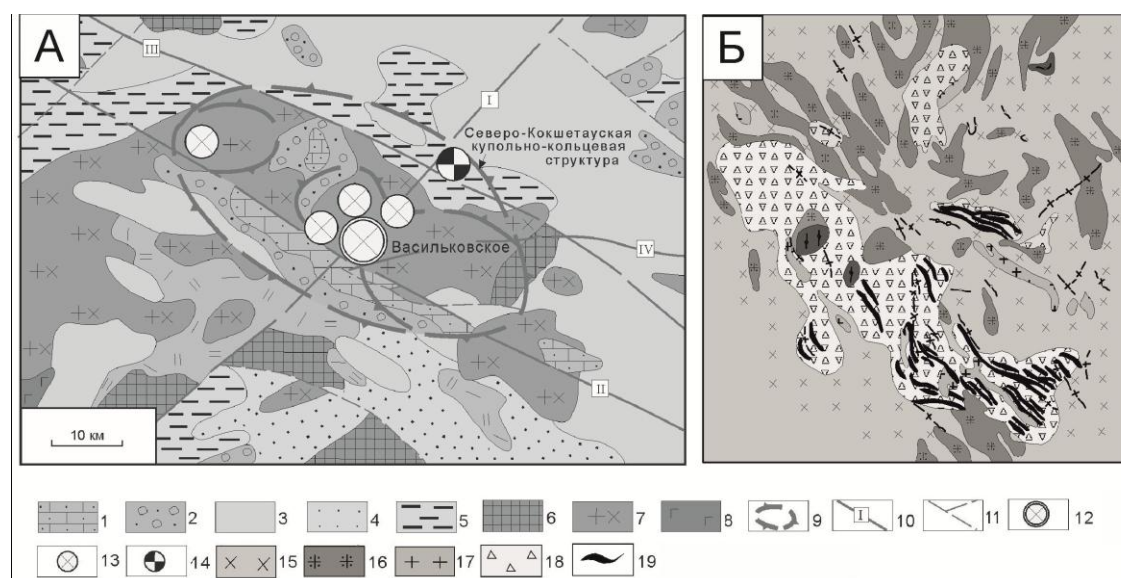 А
Б
III
I
Северо-Кокшетауская
купольно-кольцевая
структура
Васильковское
IV
II
10 км
1 2 3 4 5 6 7 8 9 I 10 11 12
13 14 15 16 17 18 19